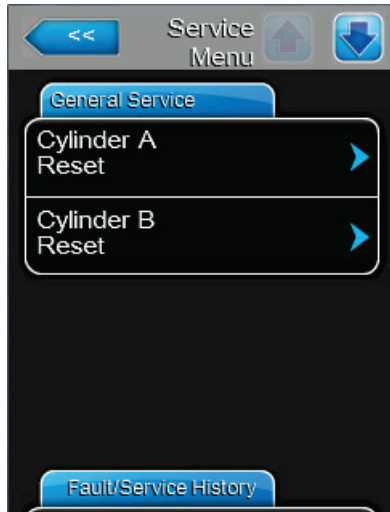 <<
Service
Menu
General Service
Cylinder A
Reset
Cylinder B
Reset
Fault/Service History